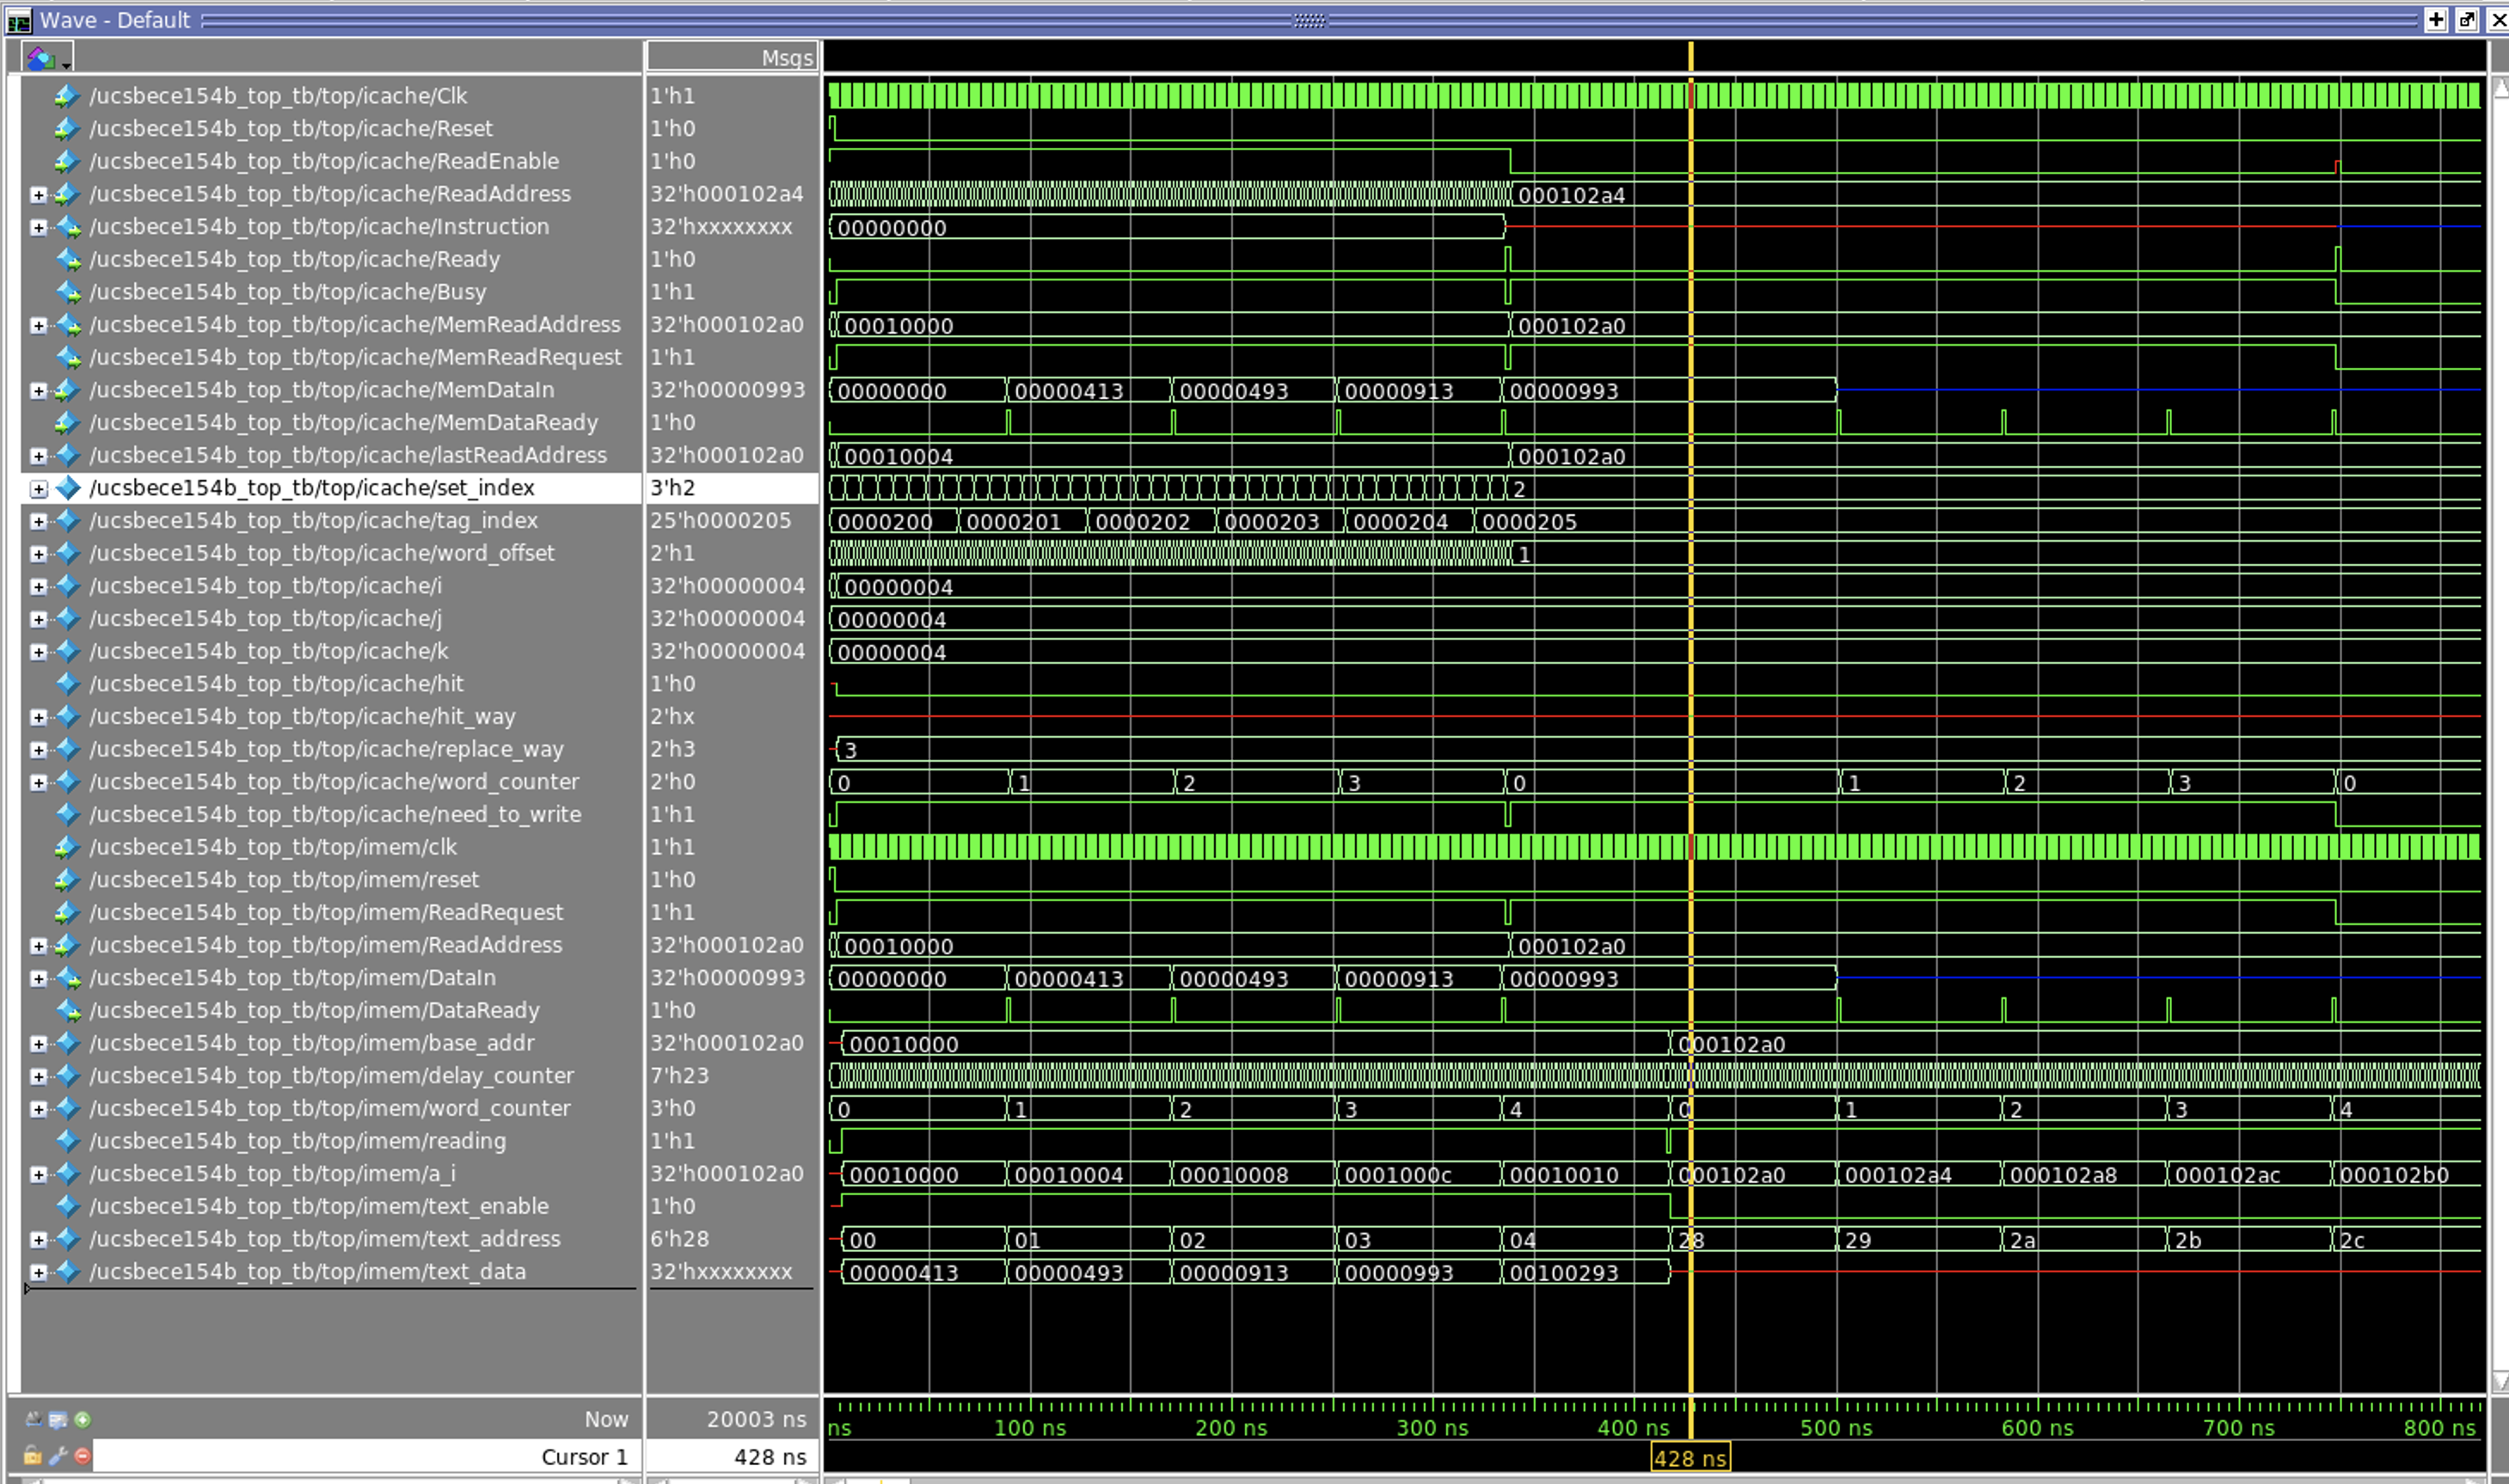 Wave - Default
Msgs
/ucsbece154b_top_tb/top/icache/Clk 1'h1
/ucsbece154b_top_tb/top/icache/Reset 1'h0
/ucsbece154b_top_tb/top/icache/ReadEnable 1'h0
/ucsbece154b_top_tb/top/icache/ReadAddress 32'h000102a4 000102a4
/ucsbece154b_top_tb/top/icache/Instruction 32'hxxxxxxxx 00000000
/ucsbece154b_top_tb/top/icache/Ready 1'h0
/ucsbece154b_top_tb/top/icache/Busy 1'h1
/ucsbece154b_top_tb/top/icache/MemReadAddress 32'h000102a0 00010000 000102a0
/ucsbece154b_top_tb/top/icache/MemReadRequest 1'h1
/ucsbece154b_top_tb/top/icache/MemDataIn 32'h00000993 00000000 00000413 00000493 00000913 00000993
/ucsbece154b_top_tb/top/icache/MemDataReady 1'h0
/ucsbece154b_top_tb/top/icache/lastReadAddress 32'h000102a0 00010004 000102a0
/ucsbece154b_top_tb/top/icache/set_index 3'h2 2
/ucsbece154b_top_tb/top/icache/tag_index 25'h0000205 0000200 0000201 0000202 0000203 0000204 0000205
/ucsbece154b_top_tb/top/icache/word_offset 2'h1 1
/ucsbece154b_top_tb/top/icache/i 32'h00000004 00000004
/ucsbece154b_top_tb/top/icache/j 32'h00000004 00000004
/ucsbece154b_top_tb/top/icache/k 32'h00000004 00000004
/ucsbece154b_top_tb/top/icache/hit 1'h0
/ucsbece154b_top_tb/top/icache/hit_way 2'hx
/ucsbece154b_top_tb/top/icache/replace_way 2'h3 3
/ucsbece154b_top_tb/top/icache/word_counter 2'h0 0 1 2 3 0 1 2 3 0
/ucsbece154b_top_tb/top/icache/need_to_write 1'h1
/ucsbece154b_top_tb/top/imem/clk 1'h1
/ucsbece154b_top_tb/top/imem/reset 1'h0
/ucsbece154b_top_tb/top/imem/ReadRequest 1'h1
/ucsbece154b_top_tb/top/imem/ReadAddress 32'h000102a0 00010000 000102a0
/ucsbece154b_top_tb/top/imem/DataIn 32'h00000993 00000000 00000413 00000493 00000913 00000993
/ucsbece154b_top_tb/top/imem/DataReady 1'h0
/ucsbece154b_top_tb/top/imem/base_addr 32'h000102a0 00010000 000102a0
/ucsbece154b_top_tb/top/imem/delay_counter 7'h23
/ucsbece154b_top_tb/top/imem/word_counter 3'h0 0 1 2 3 4 0 1 2 3 4
/ucsbece154b_top_tb/top/imem/reading 1'h1
/ucsbece154b_top_tb/top/imem/a_i 32'h000102a0 00010000 00010004 00010008 0001000c 00010010 000102a0 000102a4 000102a8 000102ac 000102b0
/ucsbece154b_top_tb/top/imem/text_enable 1'h0
/ucsbece154b_top_tb/top/imem/text_address 6'h28 00 01 02 03 04 28 29 2a 2b 2c
/ucsbece154b_top_tb/top/imem/text_data 32'hxxxxxxxx 00000413 00000493 00000913 00000993 00100293
Now 20003 ns ns 100 ns 200 ns 300 ns 400 ns 500 ns 600 ns 700 ns 800 ns
Cursor 1 428 ns 428 ns